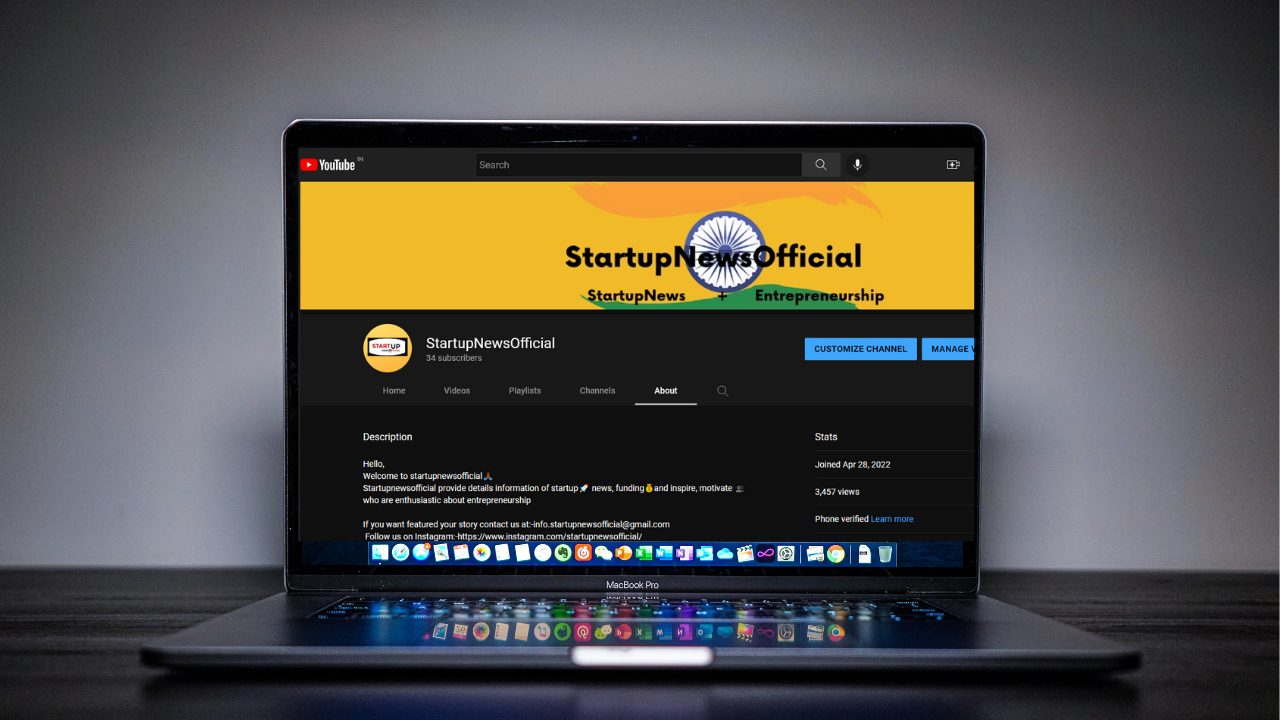 YouTube IN
Search
StartupNewsOfficial
StartupNews + Entrepreneurship
STARTUP
StartupNewsOfficial
34 subscribers
CUSTOMIZE CHANNEL
MANAGE V
Home Videos Playlists Channels About
Description
Hello,
Welcome to startupnewsofficial🙏🏾
Startupnewsofficial provide details information of startup 🚀 news, funding💰and inspire, motivate 👥
who are enthusiastic about entrepreneurship
If you want featured your story contact us at:-info.startupnewsofficial@gmail.com
Follow us on Instagram:-https://www.instagram.com/startupnewsofficial/
Stats
Joined Apr 28, 2022
3,457 views
Phone verified Learn more
MacBook Pro